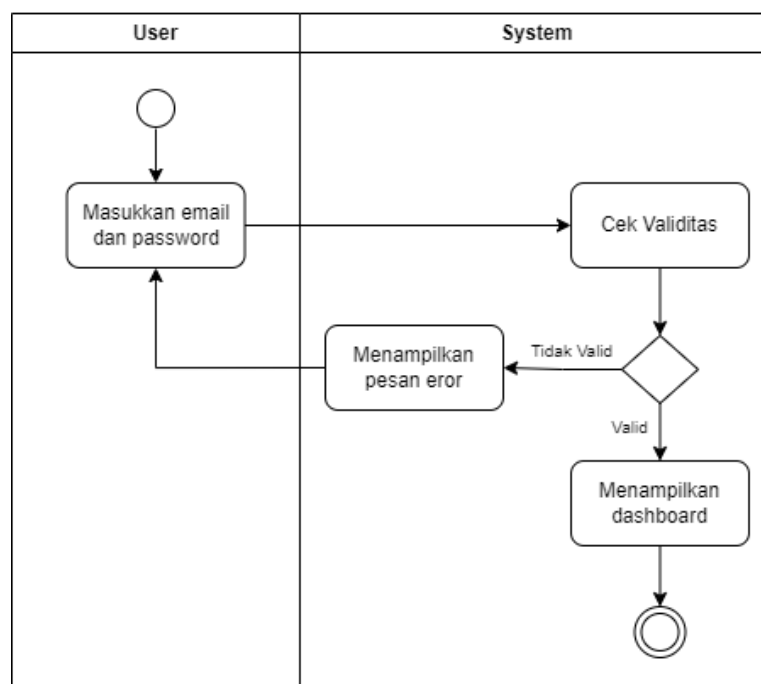 User
System
Masukkan email
dan password
Cek Validitas
Menampilkan
pesan eror
Tidak Valid
Valid
Menampilkan
dashboard